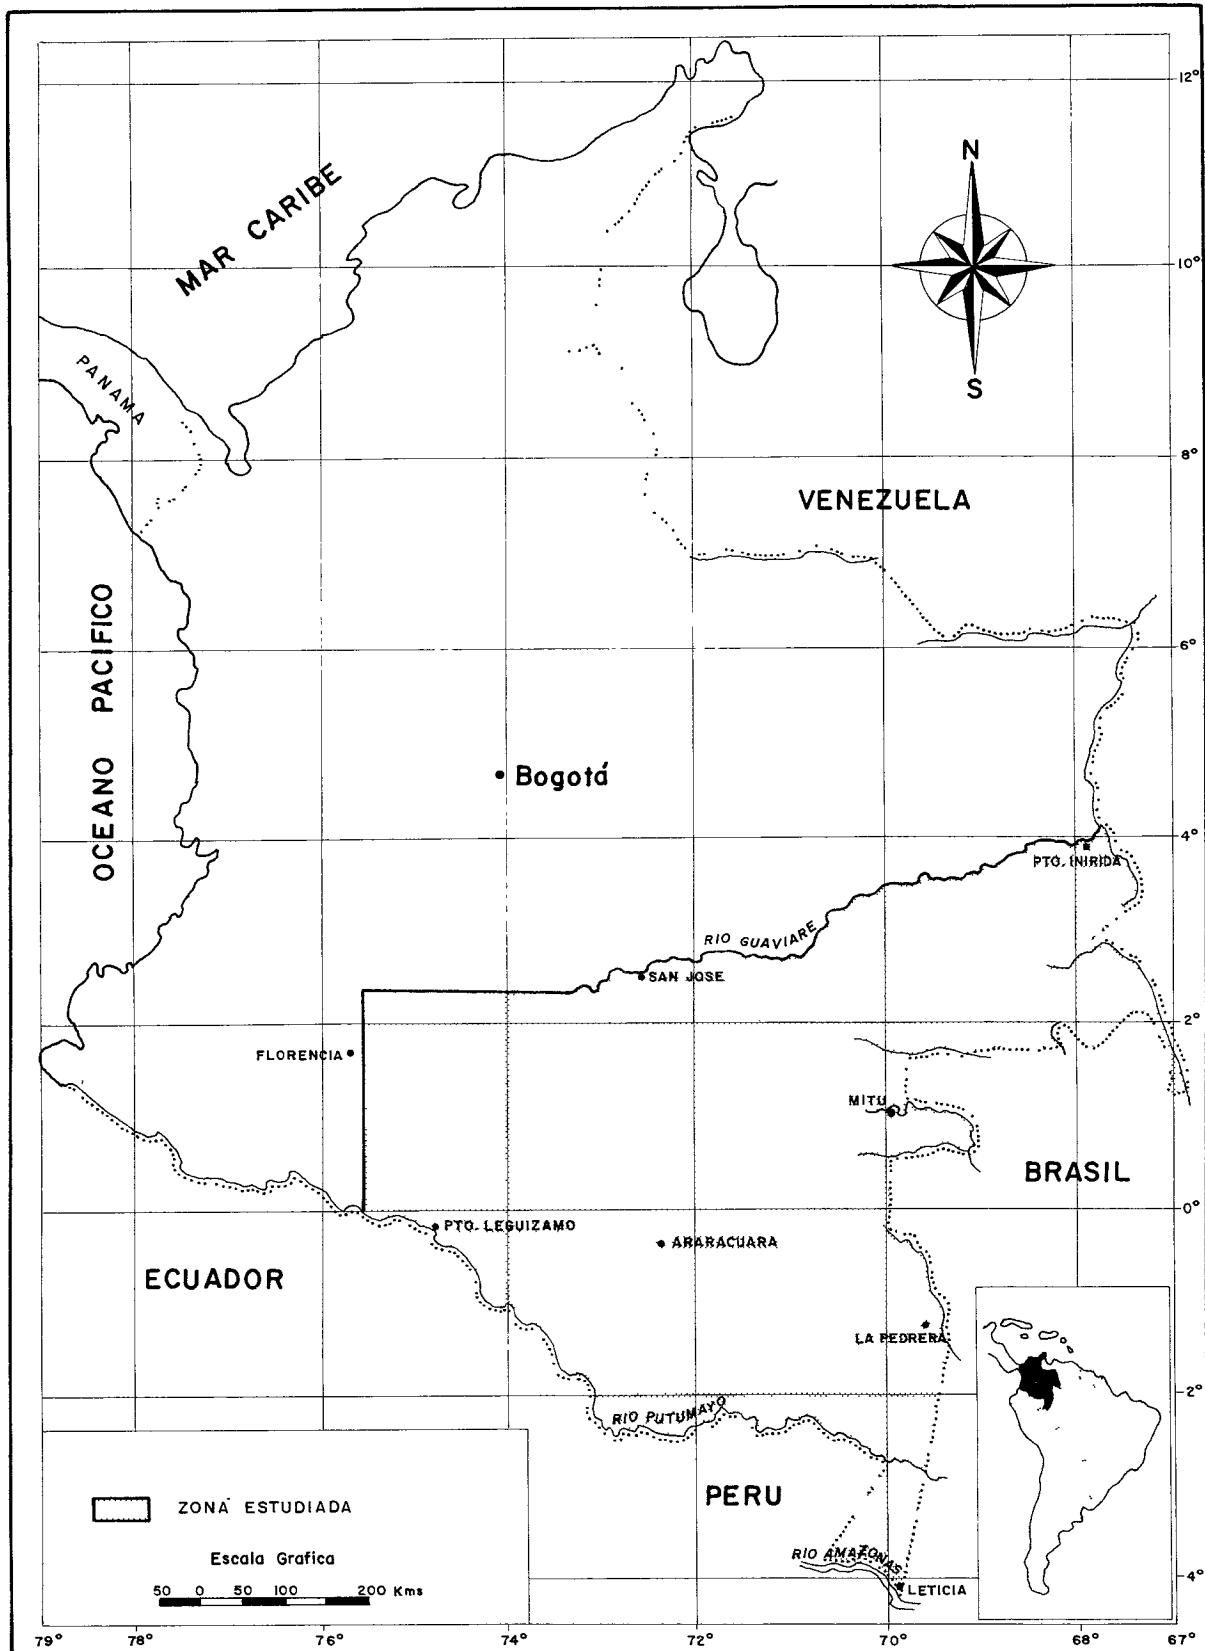 12°
N
MAR CARIBE
10°
PANAMA
S
8°
VENEZUELA
OCEANO PACIFICO
6°
Bogotá
4°
PTO. INIRIDA
RIO GUAVIARE
SAN JOSE
2°
FLORENCIA
MITU
BRASIL
0°
PTO. LEGUIZAMO
ARARACUARA
ECUADOR
LA PEDRERA
2°
RIO PUTUMAYO
PERU
ZONA ESTUDIADA
Escala Grafica
RIO AMAZONAS
50 0 50 100 200 Kms
4°
LETICIA
79° 78° 76° 74° 72° 70° 68° 67°